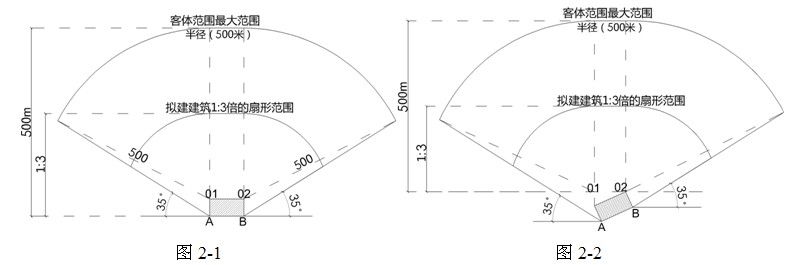 客体范围最大范围
半径（500米）
拟建建筑1:3倍的扇形范围
500m
1:3
500
500
01
02
35°
35°
A
B
图 2-1
客体范围最大范围
半径（500米）
拟建建筑1:3倍的扇形范围
500m
1:3
01
02
35°
35°
A
B
图 2-2